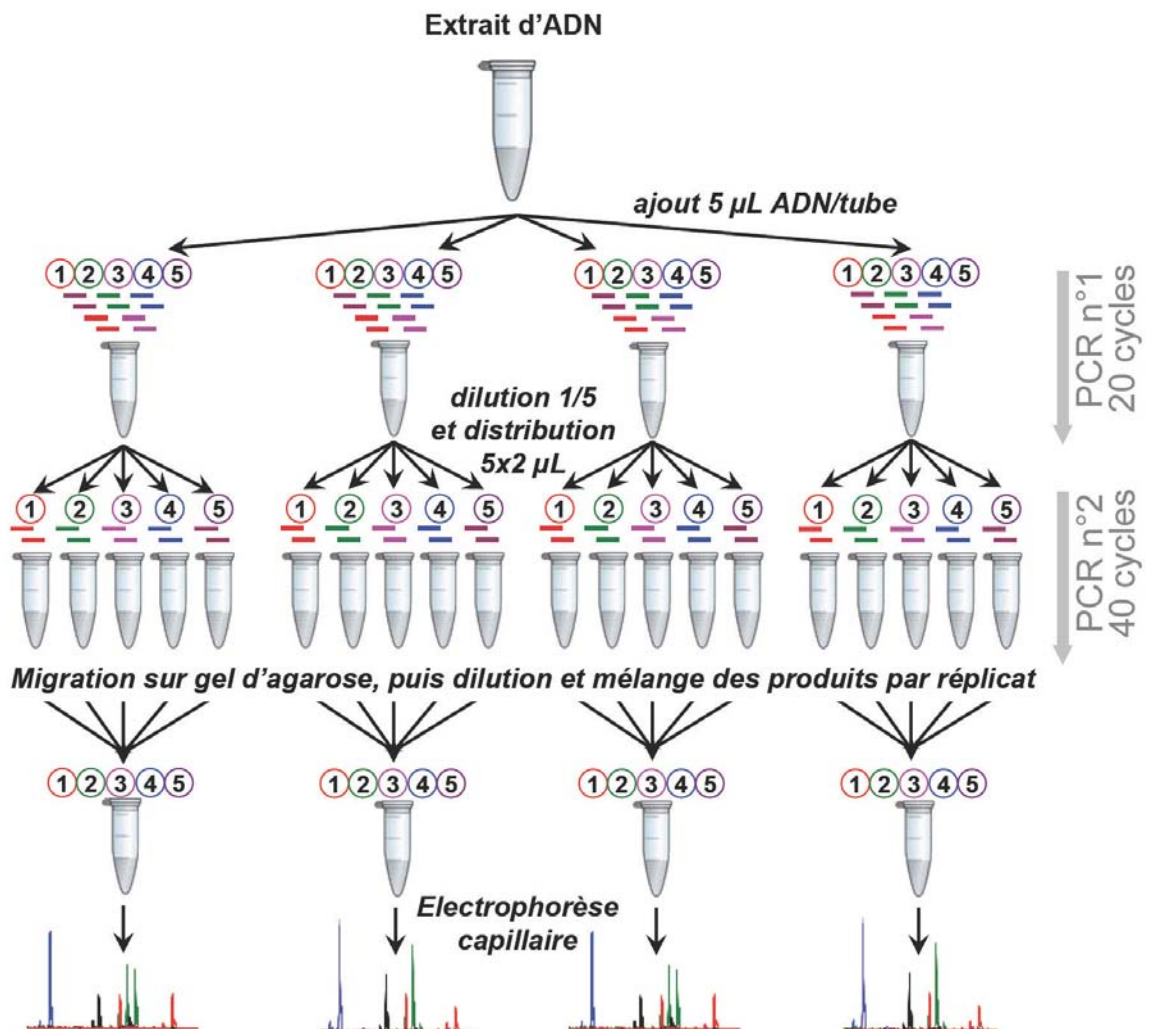 Extrait d'ADN
ajout 5 µL ADN/tube
1 2 3 4 5 1 2 3 4 5 1 2 3 4 5 1 2 3 4 5
PCR n°1
20 cycles
dilution 1/5
et distribution
5x2 µL
1 2 3 4 5 1 2 3 4 5 1 2 3 4 5 1 2 3 4 5
PCR n°2
40 cycles
Migration sur gel d'agarose, puis dilution et mélange des produits par réplicat
1 2 3 4 5 1 2 3 4 5 1 2 3 4 5 1 2 3 4 5
Electrophorèse
capillaire